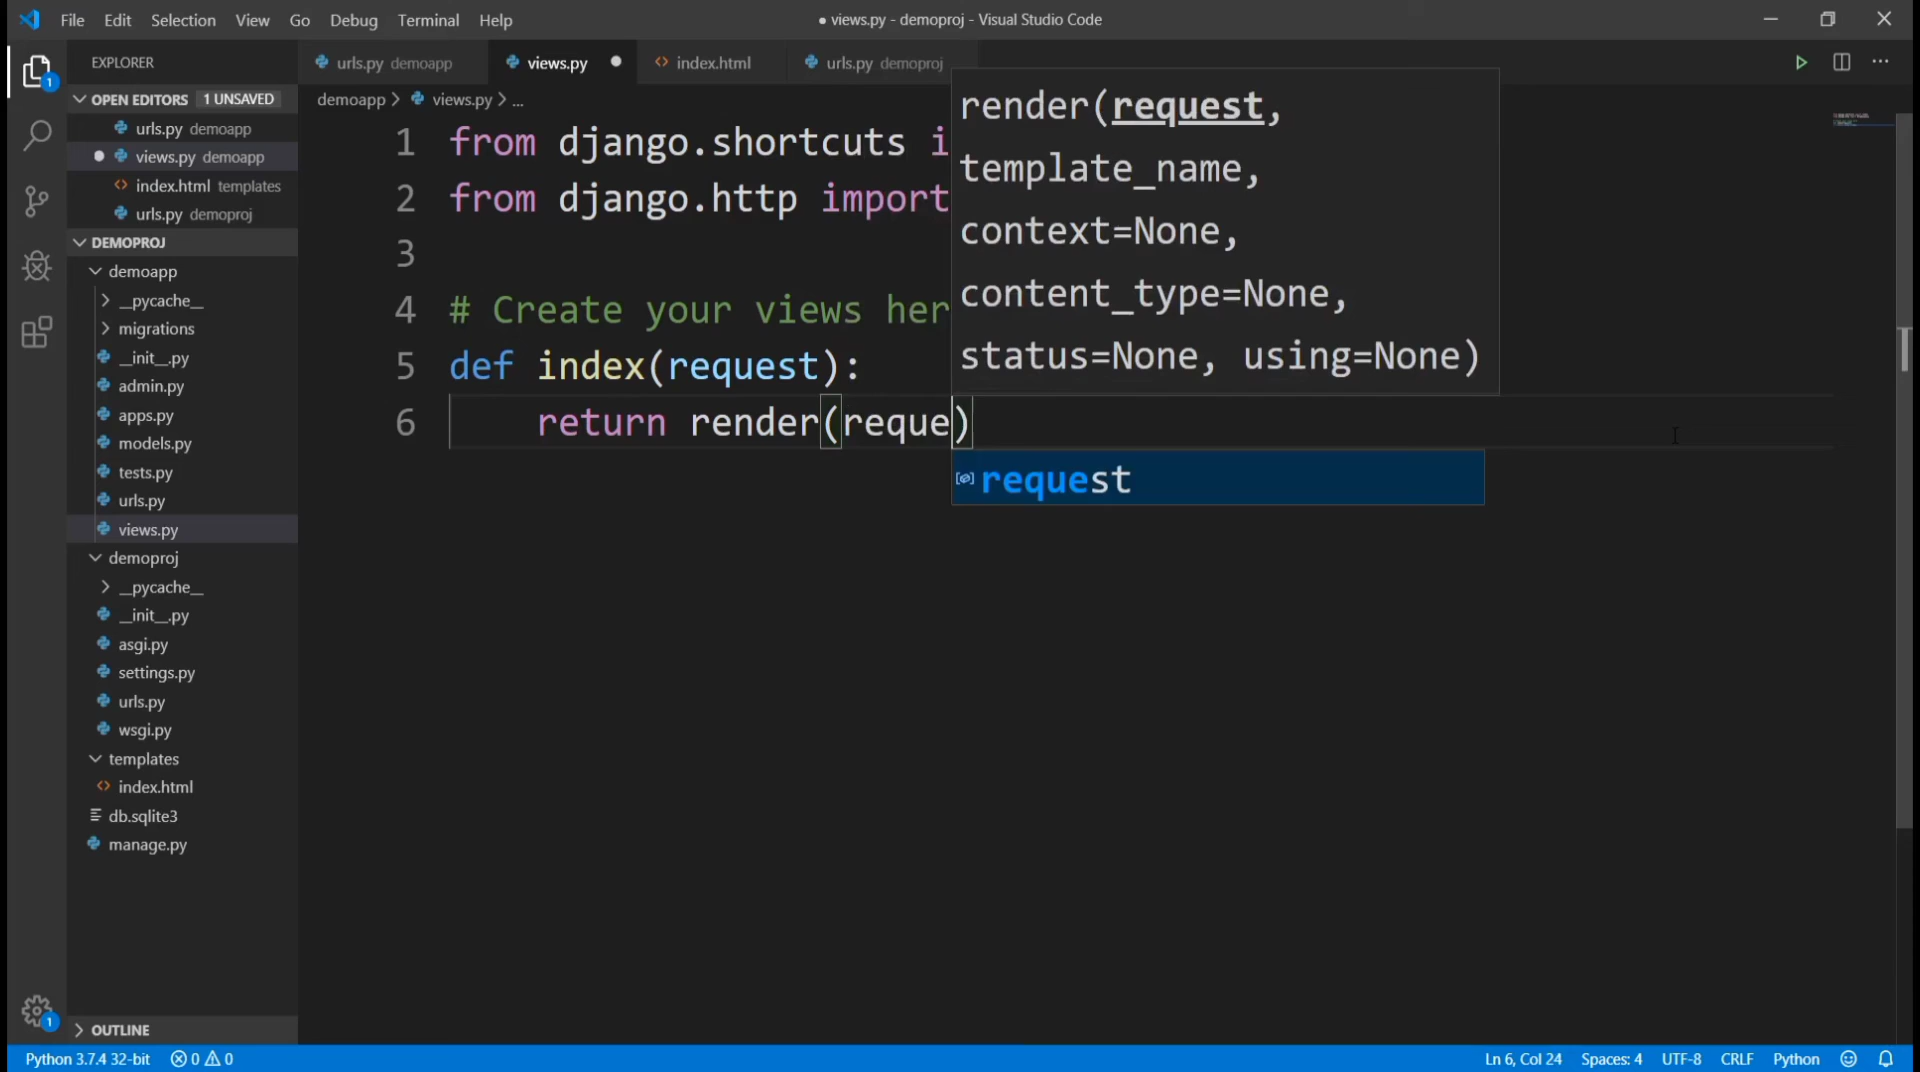 File Edit Selection View Go Debug Terminal Help
● views.py - demoproj - Visual Studio Code
EXPLORER
OPEN EDITORS 1 UNSAVED
urls.py demoapp
views.py demoapp
index.html templates
urls.py demoproj
DEMOPROJ
demoapp
__pycache__
migrations
__init__.py
admin.py
apps.py
models.py
tests.py
urls.py
views.py
demoproj
__pycache__
__init__.py
asgi.py
settings.py
urls.py
wsgi.py
templates
index.html
db.sqlite3
manage.py
OUTLINE
urls.py demoapp views.py index.html urls.py demoproj
demoapp > views.py > ...
1 from django.shortcuts i
2 from django.http import
3
4 # Create your views her
5 def index(request):
6 return render(reque)
render(request,
template_name,
context=None,
content_type=None,
status=None, using=None)
request
1
1
Python 3.7.4 32-bit 0 0 Ln 6, Col 24 Spaces: 4 UTF-8 CRLF Python